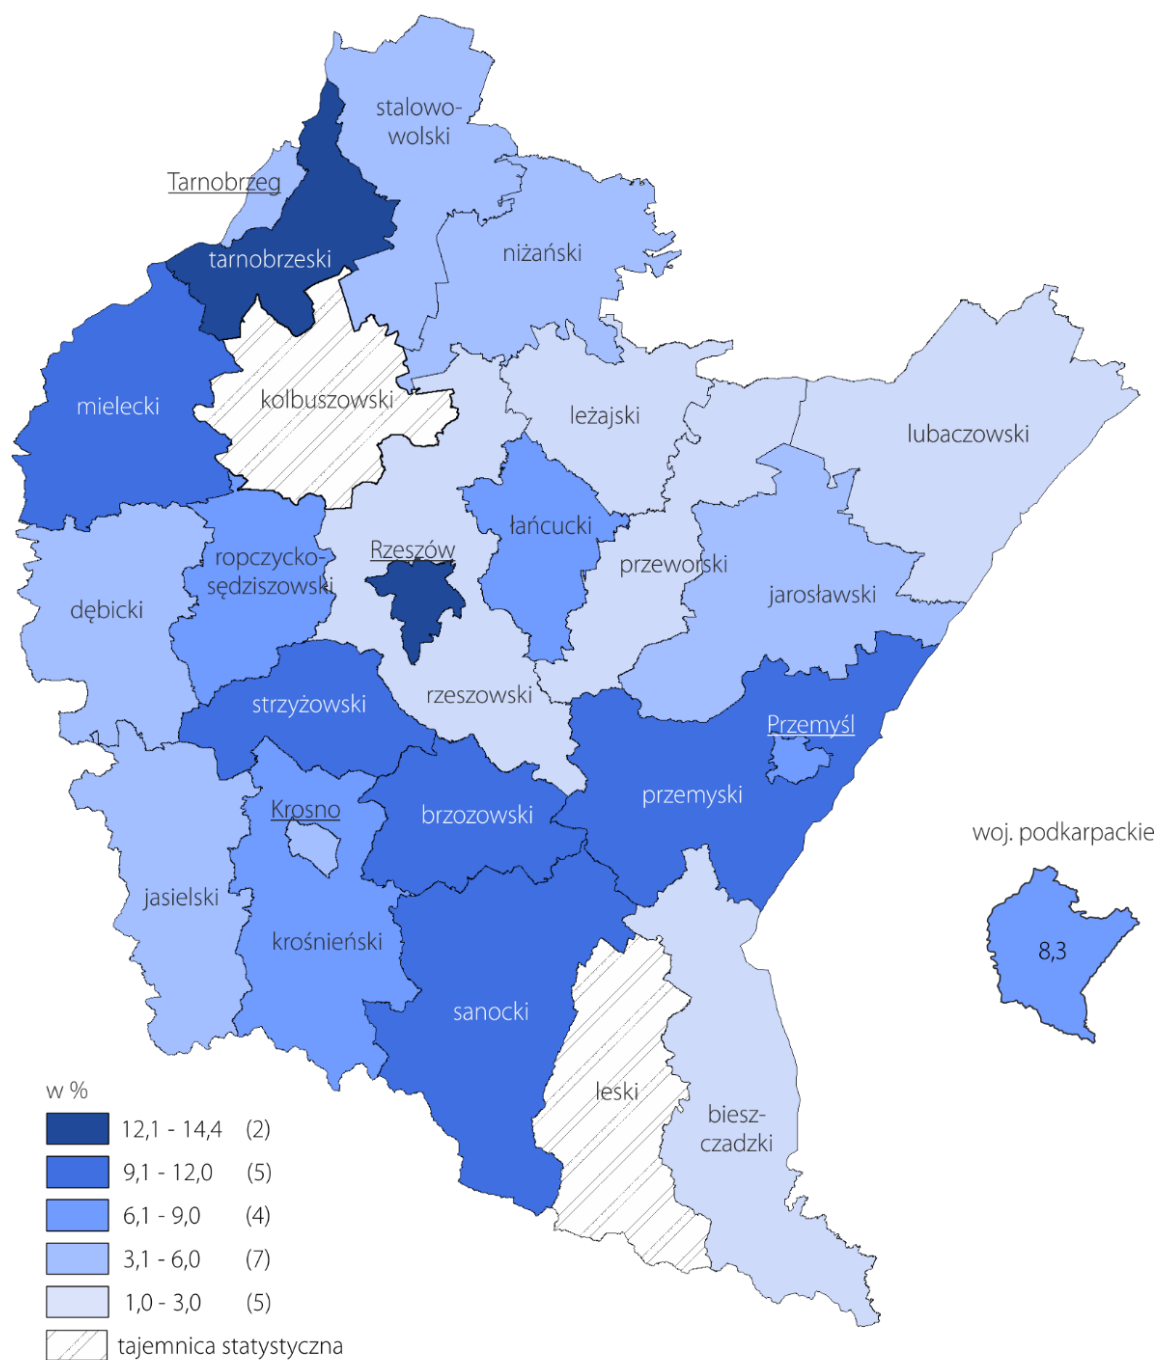 stalowo-
wolski
Tarnobrzeg
tarnobrzeski
niżański
mielecki
kolbuszowski
leżajski
lubaczowski
łańcucki
Rzeszów
ropczycko-
sędziszowski
przeworski
dębicki
jarosławski
rzeszowski
strzyżowski
Przemyśl
przemyski
Krosno
brzozowski
woj. podkarpackie
jasielski
krośnieński
8,3
sanocki
leski
biesz-
czadzki
w %
12,1 - 14,4 (2)
9,1 - 12,0 (5)
6,1 - 9,0 (4)
3,1 - 6,0 (7)
1,0 - 3,0 (5)
tajemnica statystyczna